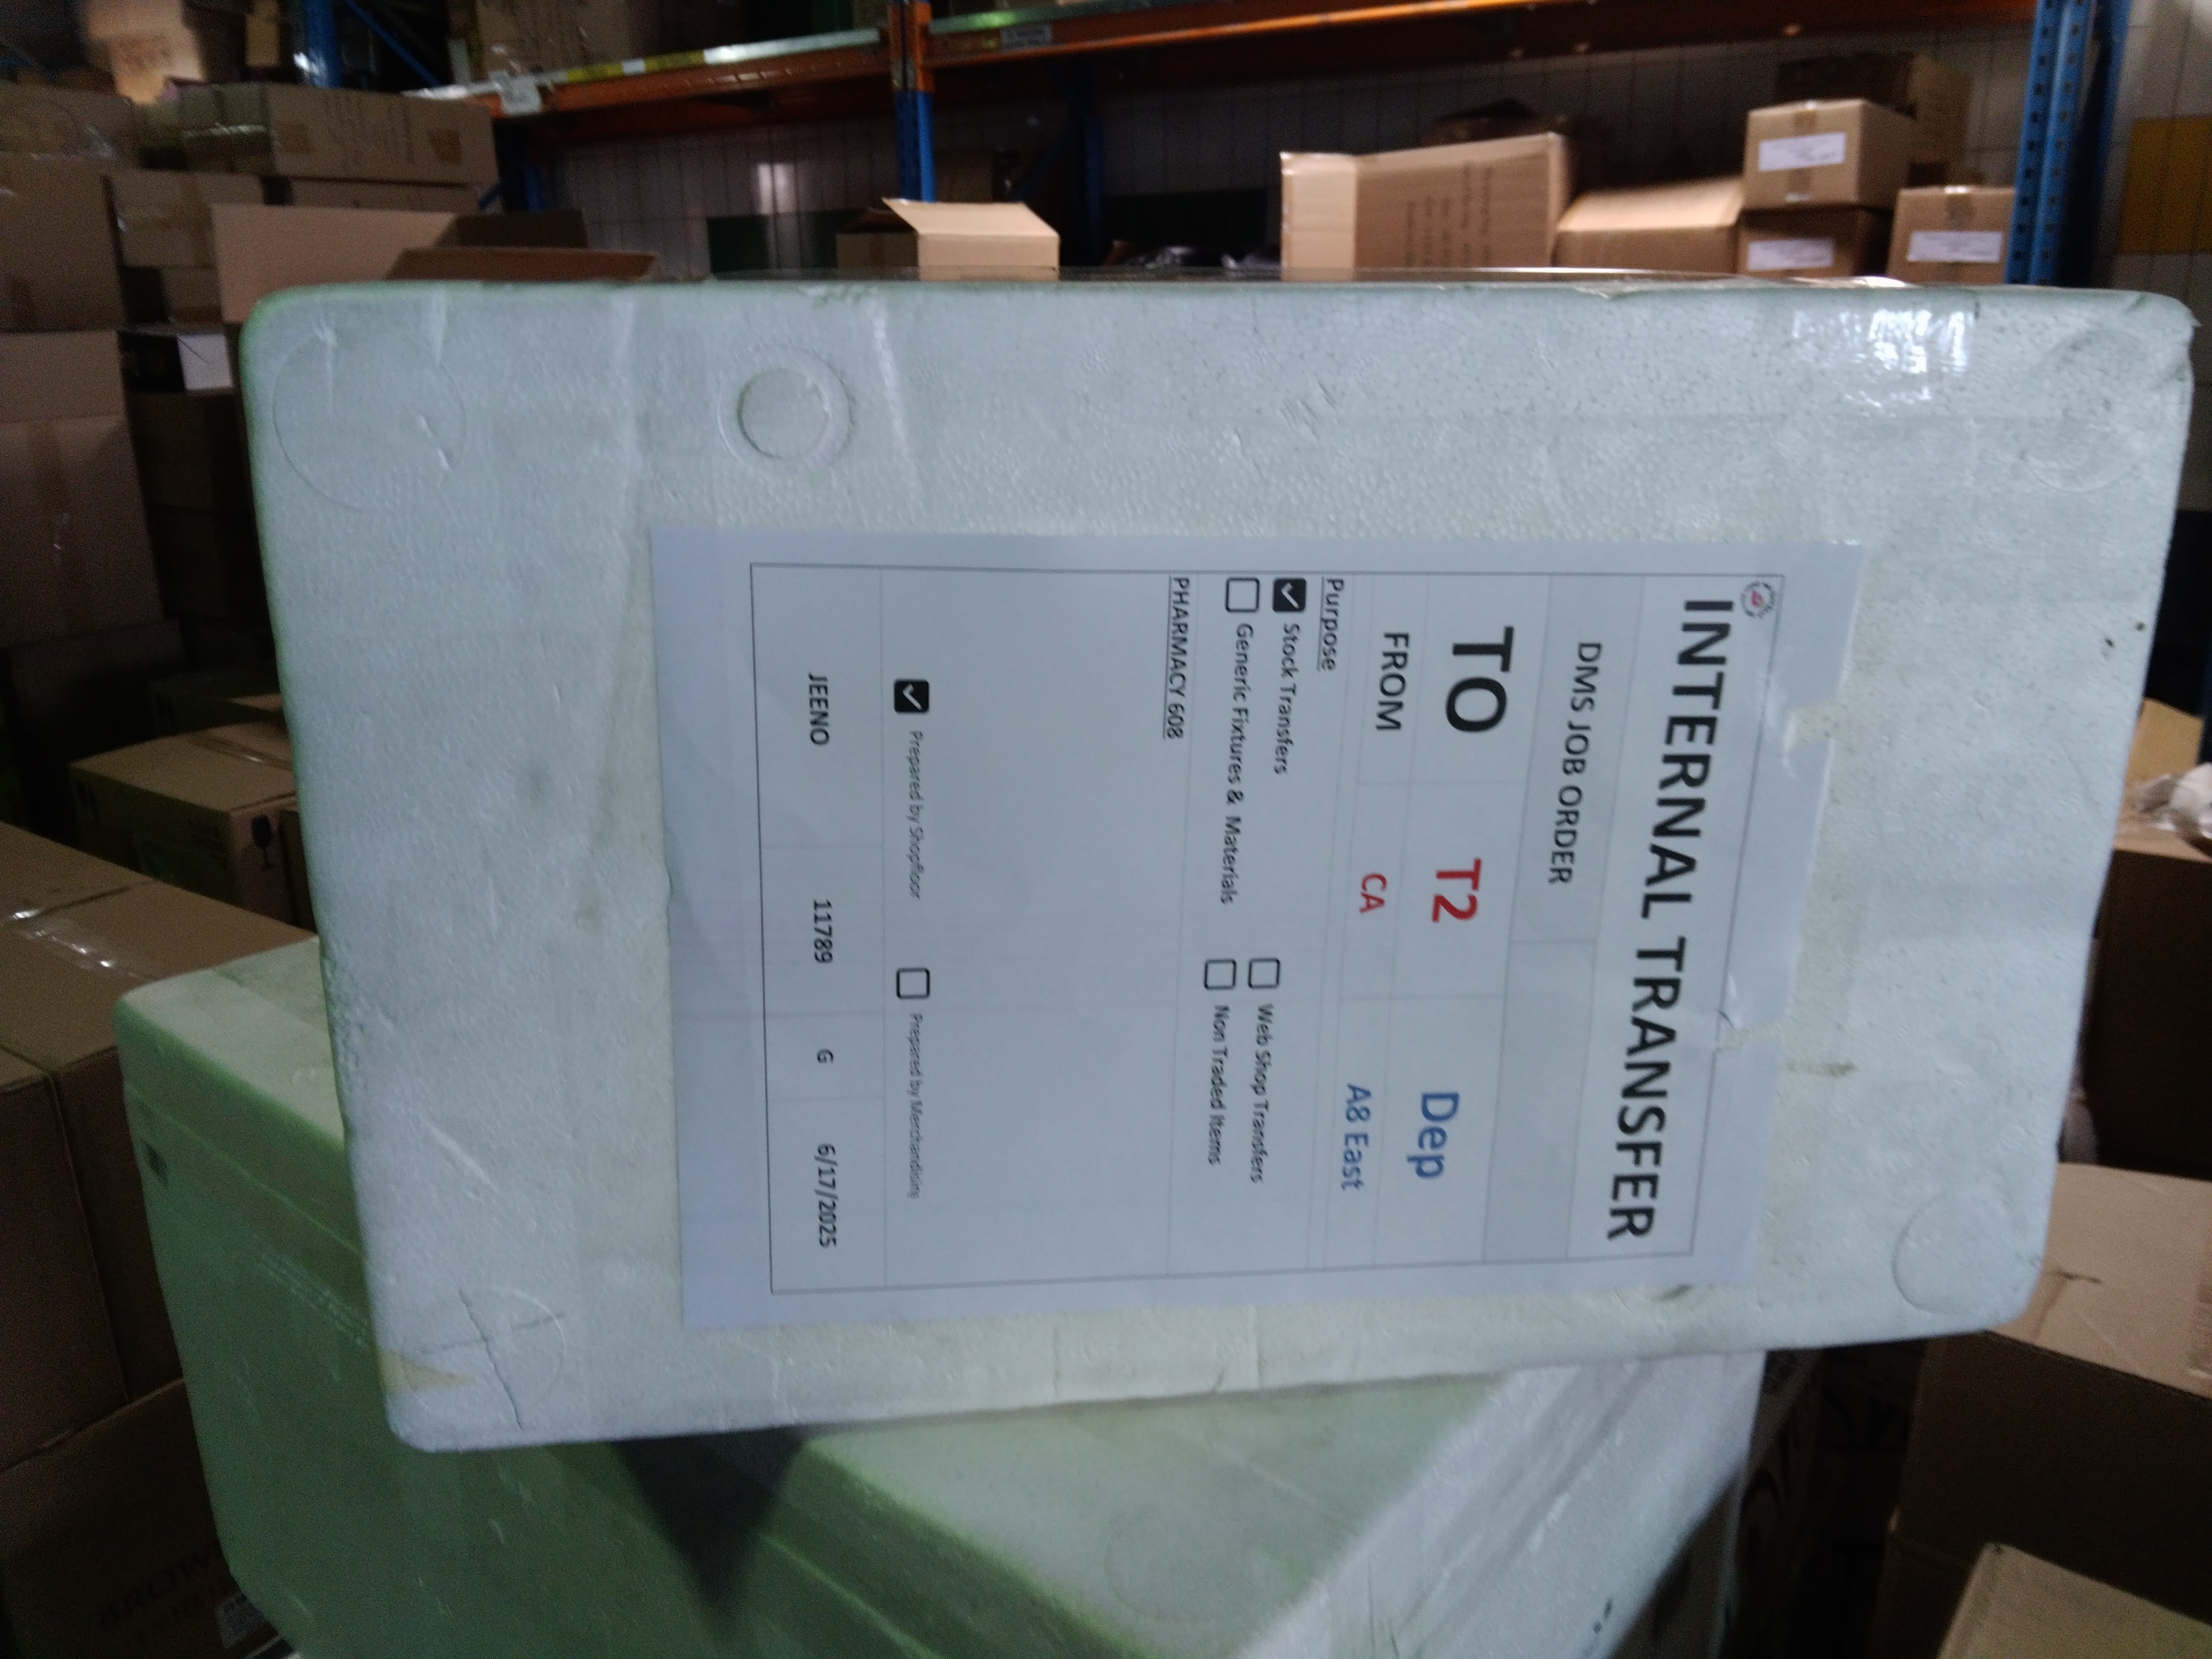 INTERNAL TRANSFER
DMS JOB ORDER
TO T2 Dep
FROM CA A8 East
Purpose
Stock Transfers Web Shop Transfers
Generic Fixtures & Materials Non Traded Items
PHARMACY 608
Prepared by Shopfloor Prepared by Merchandising
JEENO 11789 G 6/17/2025